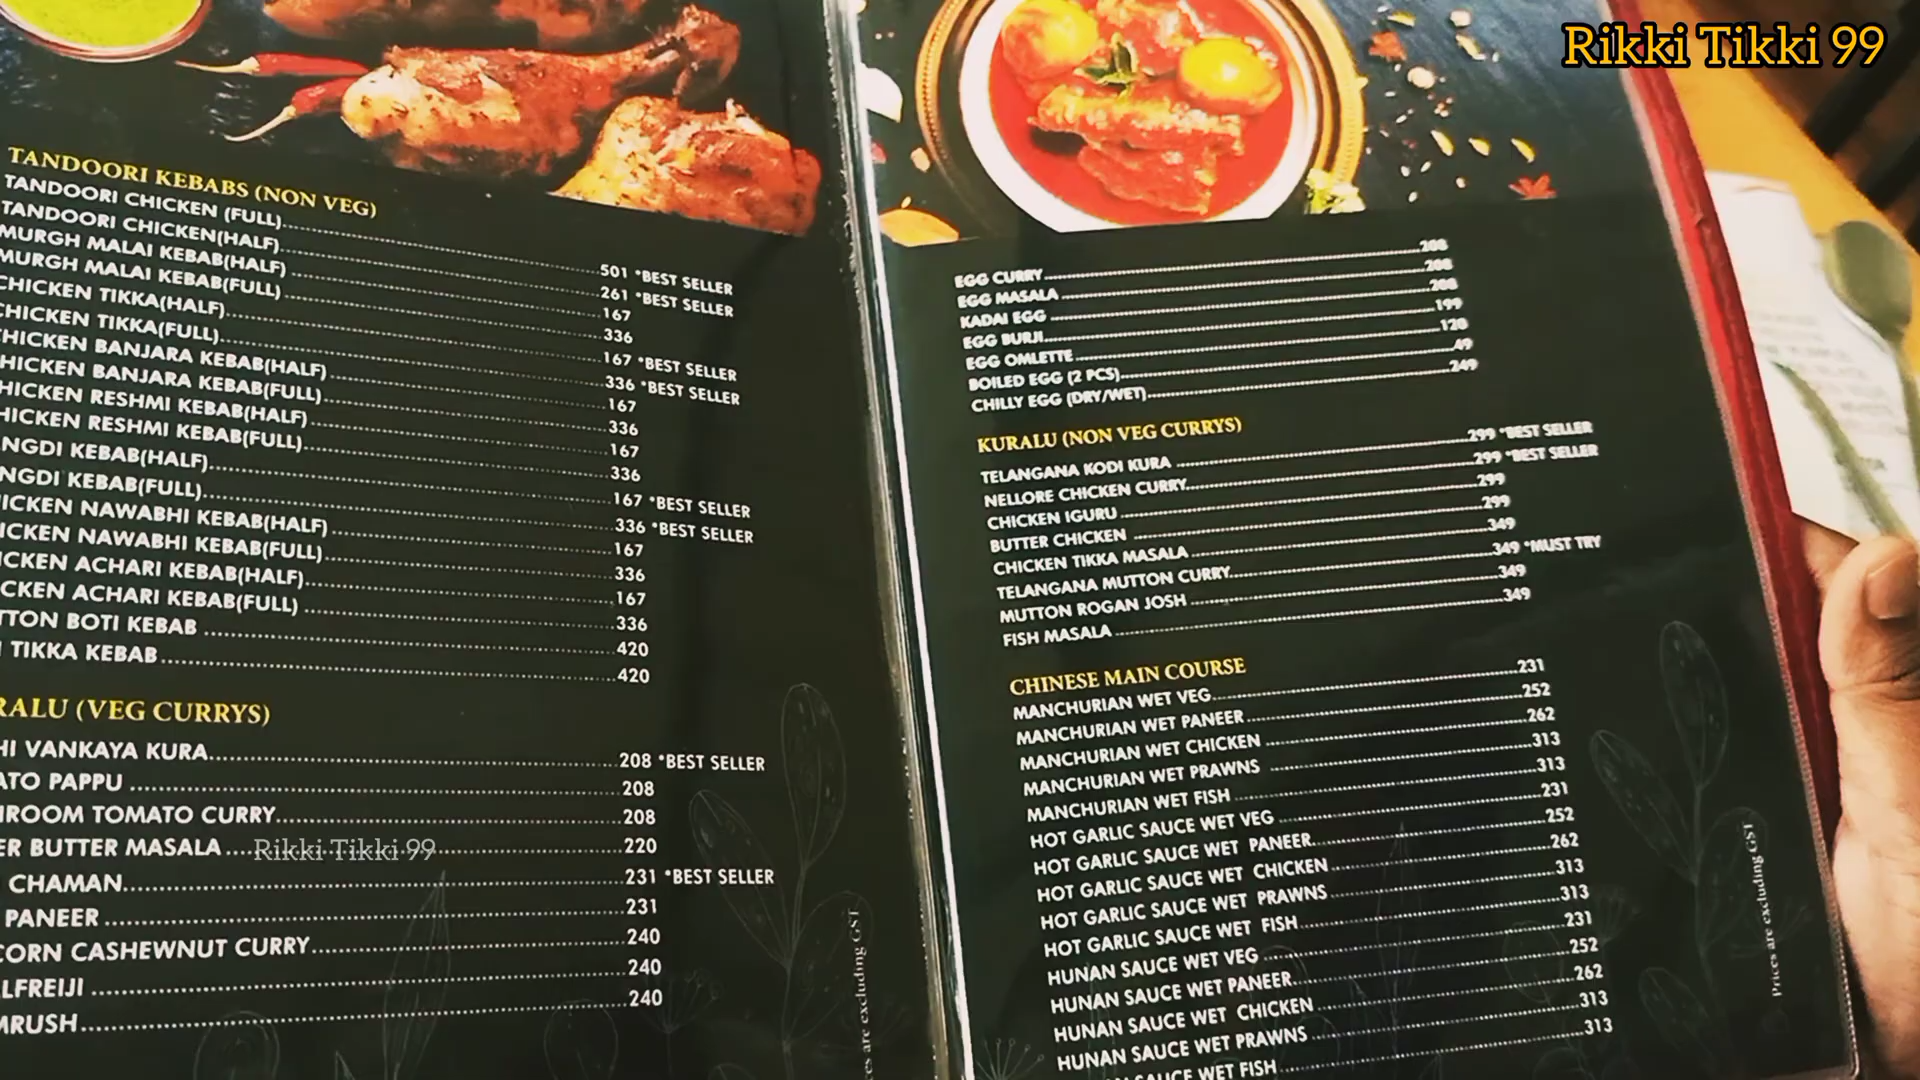 Rikki Tikki 99
TANDOORI KEBABS (NON VEG)
TANDOORI CHICKEN (FULL)..........501 *BEST SELLER
TANDOORI CHICKEN(HALF)..........261 *BEST SELLER
MURGH MALAI KEBAB(HALF)..........167
MURGH MALAI KEBAB(FULL)..........336
CHICKEN TIKKA(HALF)..........167 *BEST SELLER
CHICKEN TIKKA(FULL)..........336 *BEST SELLER
HICKEN BANJARA KEBAB(HALF)..........167
HICKEN BANJARA KEBAB(FULL)..........336
HICKEN RESHMI KEBAB(HALF)..........167
HICKEN RESHMI KEBAB(FULL)..........336
NGDI KEBAB(HALF)..........167 *BEST SELLER
NGDI KEBAB(FULL)..........336 *BEST SELLER
ICKEN NAWABHI KEBAB(HALF)..........167
ICKEN NAWABHI KEBAB(FULL)..........336
CKEN ACHARI KEBAB(HALF)..........167
CKEN ACHARI KEBAB(FULL)..........336
TTON BOTI KEBAB..........420
TIKKA KEBAB..........420
RALU (VEG CURRYS)
HI VANKAYA KURA..........208 *BEST SELLER
ATO PAPPU..........208
HROOM TOMATO CURRY..........208
ER BUTTER MASALA..........220
Rikki Tikki 99
CHAMAN..........231 *BEST SELLER
PANEER..........231
CORN CASHEWNUT CURRY..........240
LFREIJI..........240
MRUSH..........240
ces are excluding GST
EGG CURRY..........208
EGG MASALA..........208
KADAI EGG..........208
EGG BURJI..........199
EGG OMLETTE..........120
BOILED EGG (2 PCS)..........49
CHILLY EGG (DRY/WET)..........249
KURALU (NON VEG CURRYS)
TELANGANA KODI KURA..........299 *BEST SELLER
NELLORE CHICKEN CURRY..........299 *BEST SELLER
CHICKEN IGURU..........299
BUTTER CHICKEN..........299
CHICKEN TIKKA MASALA..........349
TELANGANA MUTTON CURRY..........349 *MUST TRY
MUTTON ROGAN JOSH..........349
FISH MASALA..........349
CHINESE MAIN COURSE
MANCHURIAN WET VEG..........231
MANCHURIAN WET PANEER..........252
MANCHURIAN WET CHICKEN..........262
MANCHURIAN WET PRAWNS..........313
MANCHURIAN WET FISH..........313
HOT GARLIC SAUCE WET VEG..........231
HOT GARLIC SAUCE WET PANEER..........252
HOT GARLIC SAUCE WET CHICKEN..........262
HOT GARLIC SAUCE WET PRAWNS..........313
HOT GARLIC SAUCE WET FISH..........313
HUNAN SAUCE WET VEG..........231
HUNAN SAUCE WET PANEER..........252
HUNAN SAUCE WET CHICKEN..........262
HUNAN SAUCE WET PRAWNS..........313
SAUCE WET FISH..........313
Prices are excluding GST